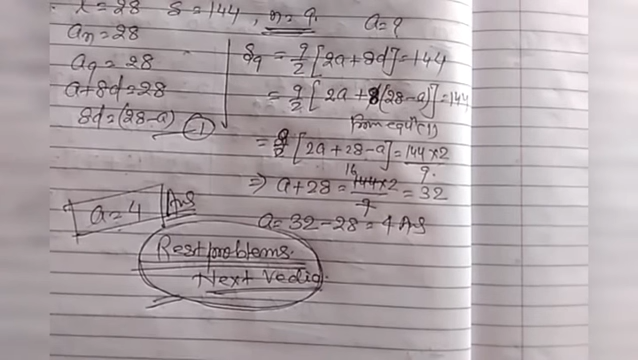 l = 28 S = 144, n = 9. a = ?
an = 28
a9 = 28
a+8d = 28
8d = (28-a) — (1)
S9 = 9/2 [2a+8d] = 144
= 9/2 [2a+8(28-a)] = 144
from eqn (1)
= 9/2 [2a+28-a] = 144×2/9.
⇒ a+28 = 16 144×2/9 = 32
a = 32-28 = 4 Ans
a = 4 Ans
Rest problems.
Next Vedio.